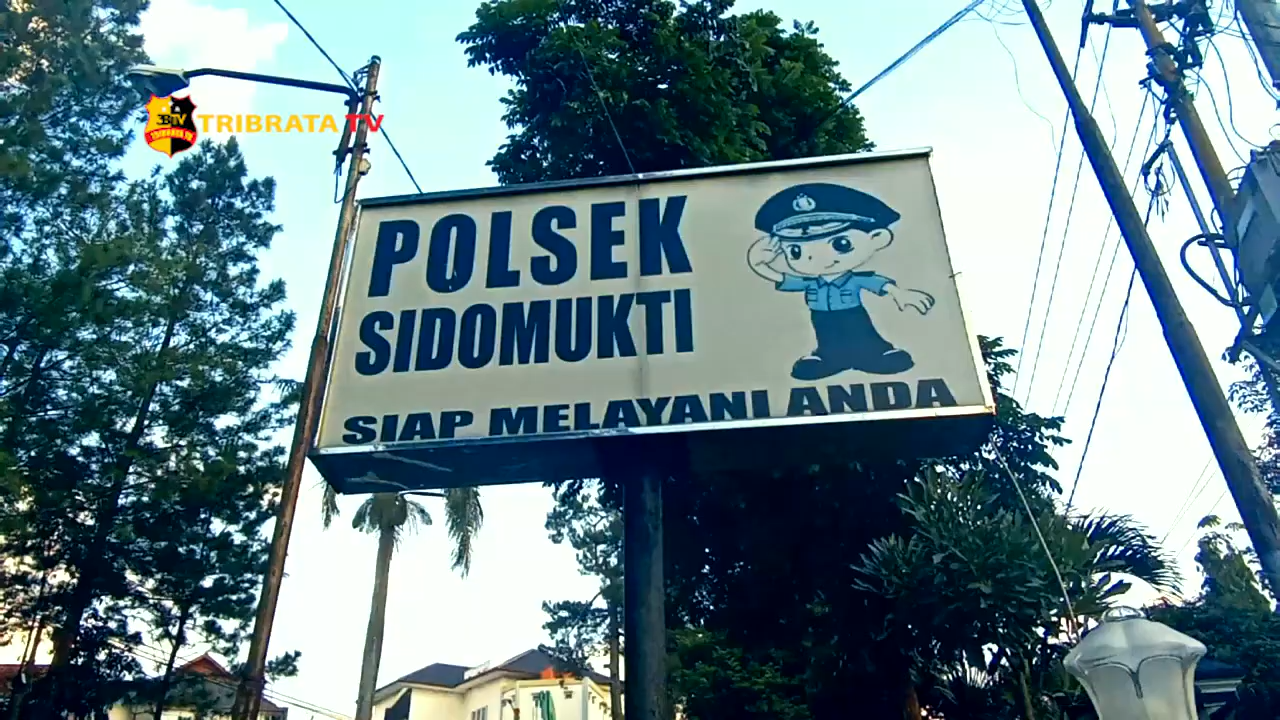 TRIBRATA TV
POLSEK
SIDOMUKTI
SIAP MELAYANI ANDA